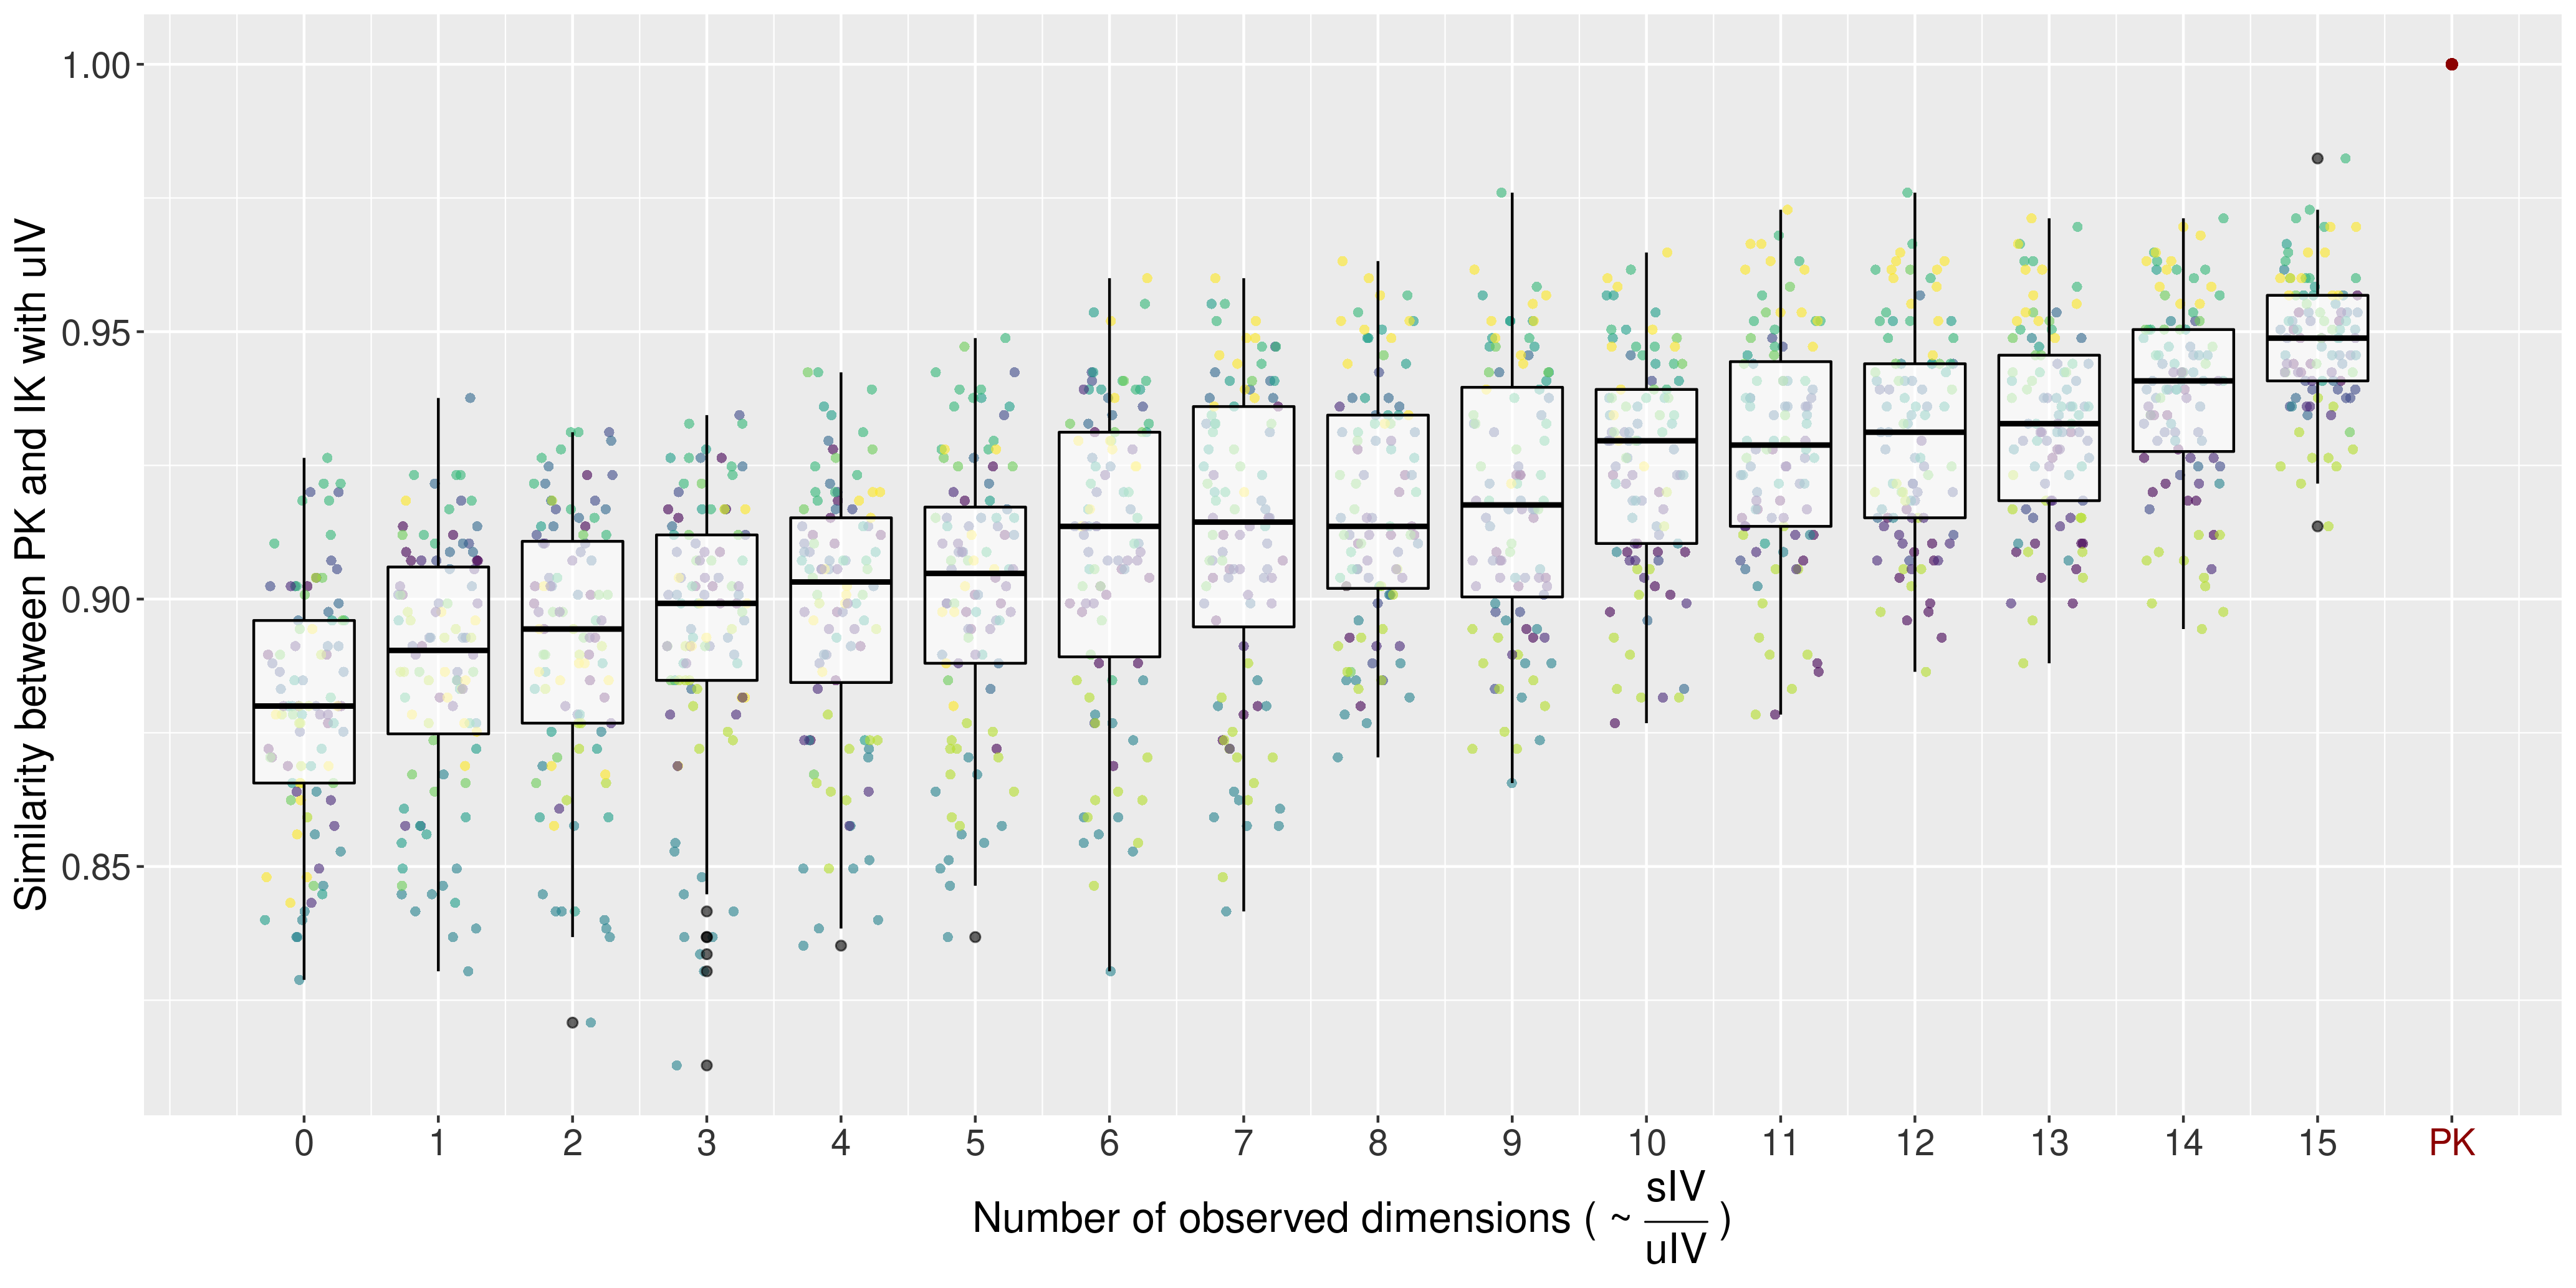 Similarity between PK and IK with uIV
1.00
0.95
0.90
0.85
0 1 2 3 4 5 6 7 8 9 10 11 12 13 14 15 PK
Number of observed dimensions ( ~ sIV / uIV )